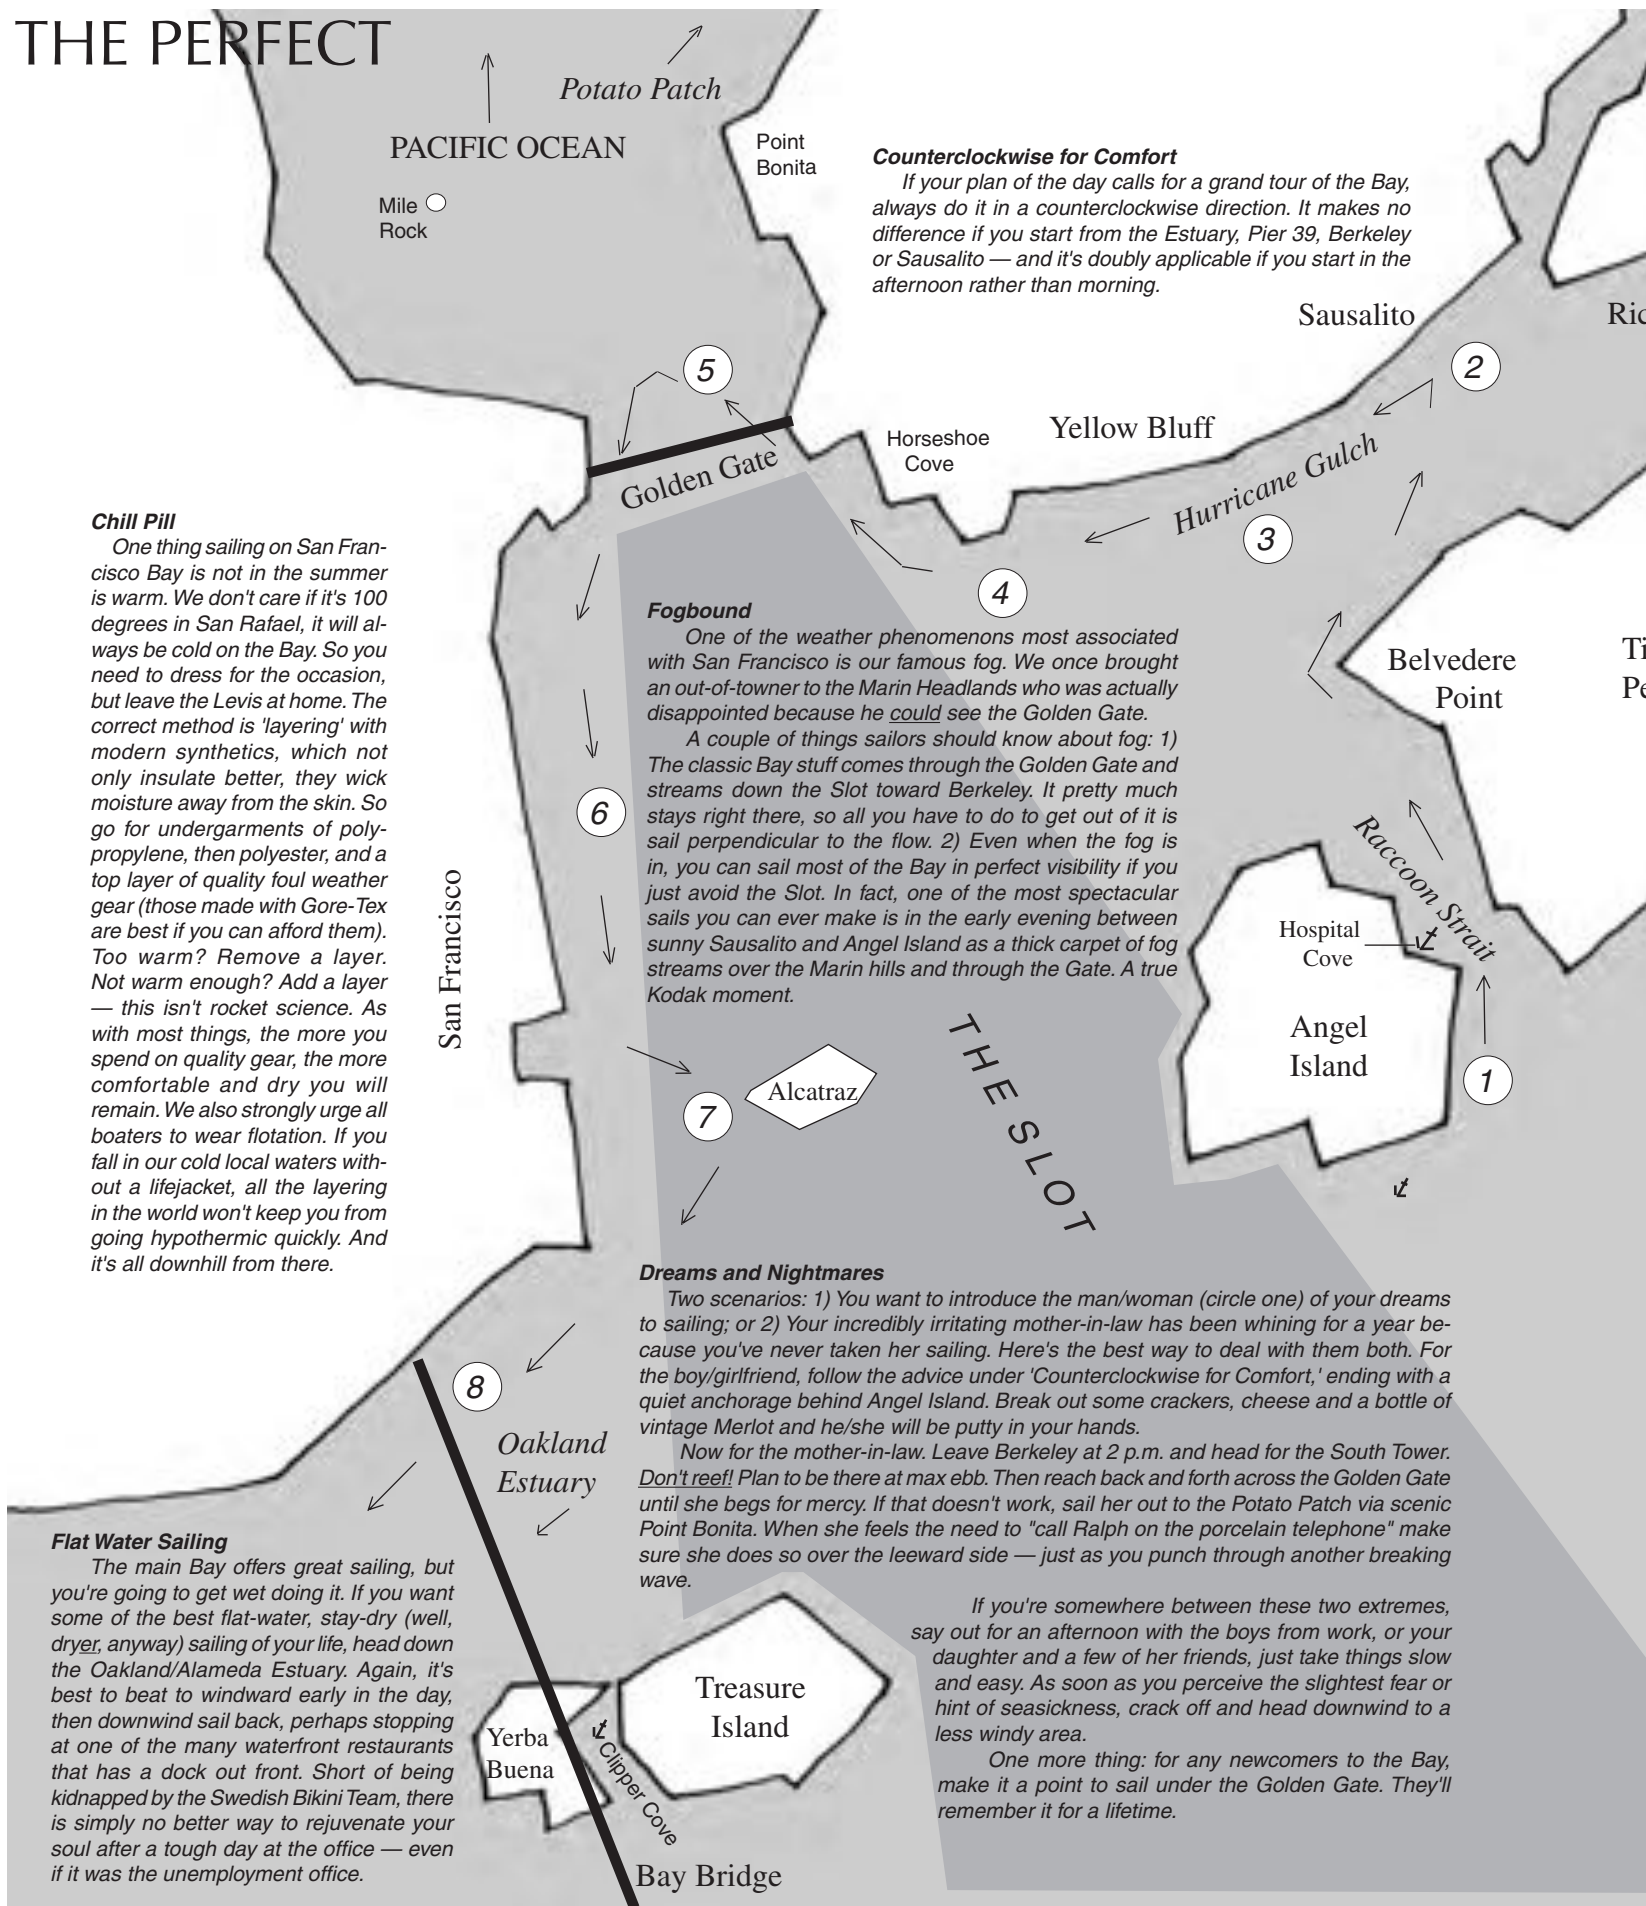 THE PERFECT
Potato Patch
PACIFIC OCEAN
Mile
Rock
Point
Bonita
Counterclockwise for Comfort
If your plan of the day calls for a grand tour of the Bay,
always do it in a counterclockwise direction. It makes no
difference if you start from the Estuary, Pier 39, Berkeley
or Sausalito — and it's doubly applicable if you start in the
afternoon rather than morning.
Sausalito
Ric
5
2
Horseshoe
Cove
Yellow Bluff
Golden Gate
Hurricane Gulch
3
4
Chill Pill
One thing sailing on San Fran-
cisco Bay is not in the summer
is warm. We don't care if it's 100
degrees in San Rafael, it will al-
ways be cold on the Bay. So you
need to dress for the occasion,
but leave the Levis at home. The
correct method is 'layering' with
modern synthetics, which not
only insulate better, they wick
moisture away from the skin. So
go for undergarments of poly-
propylene, then polyester, and a
top layer of quality foul weather
gear (those made with Gore-Tex
are best if you can afford them).
Too warm? Remove a layer.
Not warm enough? Add a layer
— this isn't rocket science. As
with most things, the more you
spend on quality gear, the more
comfortable and dry you will
remain. We also strongly urge all
boaters to wear flotation. If you
fall in our cold local waters with-
out a lifejacket, all the layering
in the world won't keep you from
going hypothermic quickly. And
it's all downhill from there.
San Francisco
6
Fogbound
One of the weather phenomenons most associated
with San Francisco is our famous fog. We once brought
an out-of-towner to the Marin Headlands who was actually
disappointed because he could see the Golden Gate.
A couple of things sailors should know about fog: 1)
The classic Bay stuff comes through the Golden Gate and
streams down the Slot toward Berkeley. It pretty much
stays right there, so all you have to do to get out of it is
sail perpendicular to the flow. 2) Even when the fog is
in, you can sail most of the Bay in perfect visibility if you
just avoid the Slot. In fact, one of the most spectacular
sails you can ever make is in the early evening between
sunny Sausalito and Angel Island as a thick carpet of fog
streams over the Marin hills and through the Gate. A true
Kodak moment.
Belvedere
Point
Ti
Pe
Raccoon Strait
Hospital
Cove
Angel
Island
1
THE SLOT
Alcatraz
7
Dreams and Nightmares
Two scenarios: 1) You want to introduce the man/woman (circle one) of your dreams
to sailing; or 2) Your incredibly irritating mother-in-law has been whining for a year be-
cause you've never taken her sailing. Here's the best way to deal with them both. For
the boy/girlfriend, follow the advice under 'Counterclockwise for Comfort,' ending with a
quiet anchorage behind Angel Island. Break out some crackers, cheese and a bottle of
vintage Merlot and he/she will be putty in your hands.
Now for the mother-in-law. Leave Berkeley at 2 p.m. and head for the South Tower.
Don't reef! Plan to be there at max ebb. Then reach back and forth across the Golden Gate
until she begs for mercy. If that doesn't work, sail her out to the Potato Patch via scenic
Point Bonita. When she feels the need to "call Ralph on the porcelain telephone" make
sure she does so over the leeward side — just as you punch through another breaking
wave.
If you're somewhere between these two extremes,
say out for an afternoon with the boys from work, or your
daughter and a few of her friends, just take things slow
and easy. As soon as you perceive the slightest fear or
hint of seasickness, crack off and head downwind to a
less windy area.
One more thing: for any newcomers to the Bay,
make it a point to sail under the Golden Gate. They'll
remember it for a lifetime.
8
Oakland
Estuary
Flat Water Sailing
The main Bay offers great sailing, but
you're going to get wet doing it. If you want
some of the best flat-water, stay-dry (well,
dryer, anyway) sailing of your life, head down
the Oakland/Alameda Estuary. Again, it's
best to beat to windward early in the day,
then downwind sail back, perhaps stopping
at one of the many waterfront restaurants
that has a dock out front. Short of being
kidnapped by the Swedish Bikini Team, there
is simply no better way to rejuvenate your
soul after a tough day at the office — even
if it was the unemployment office.
Treasure
Island
Yerba
Buena
Clipper Cove
Bay Bridge